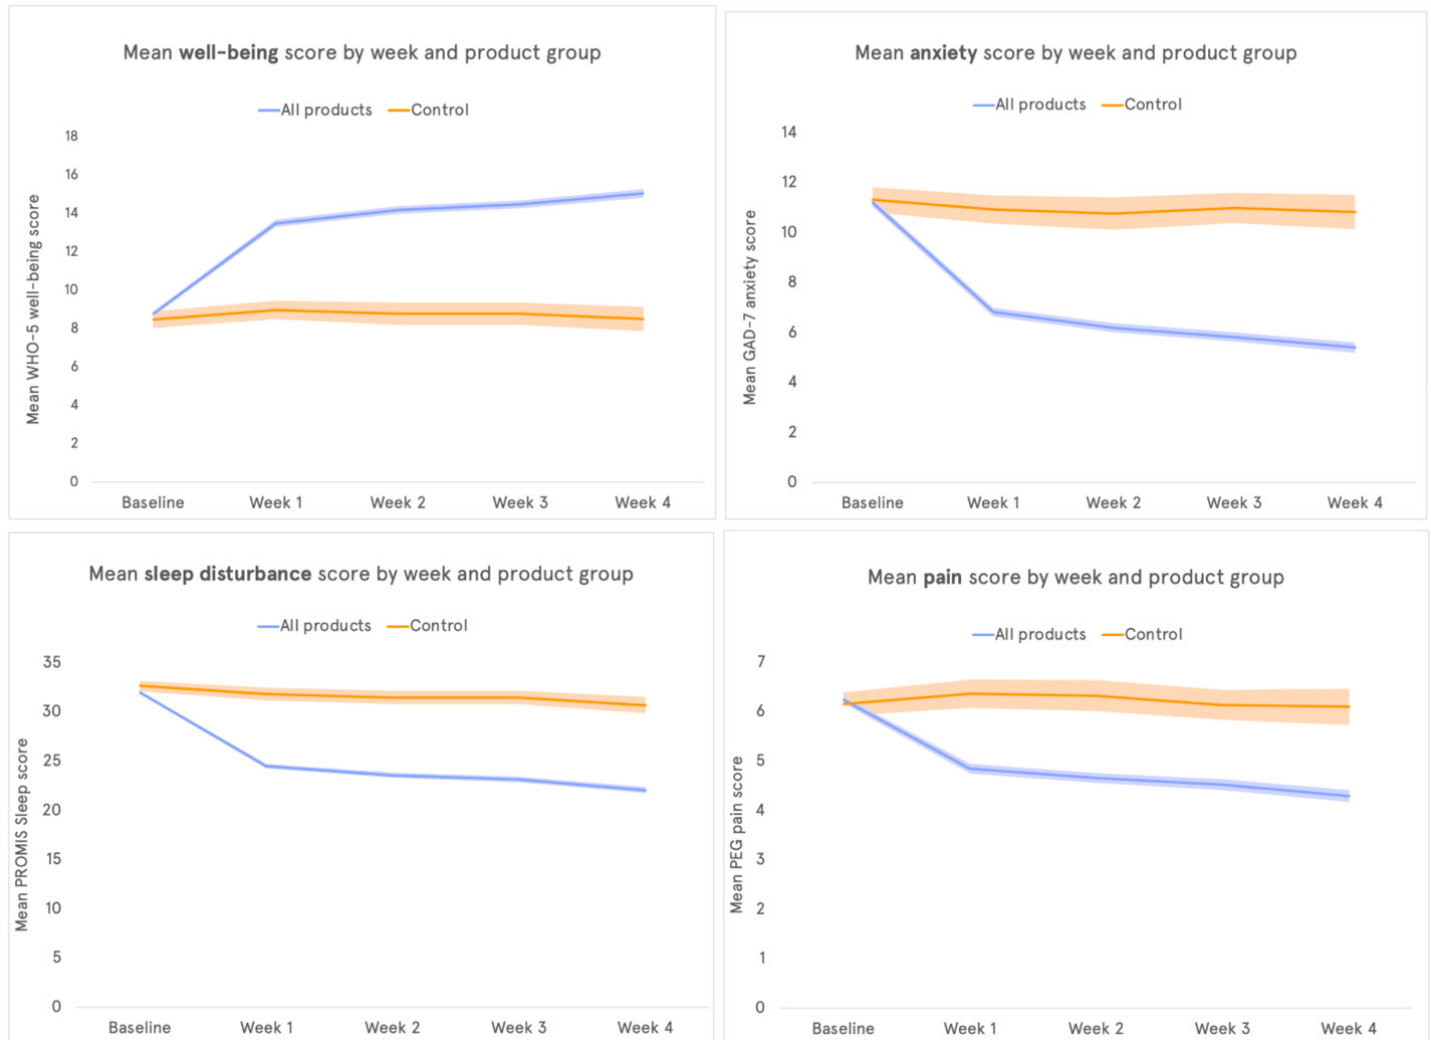 Mean well-being score by week and product group
All products Control
Mean WHO-5 well-being score
18
16
14
12
10
8
6
4
2
0
Baseline Week 1 Week 2 Week 3 Week 4
Mean anxiety score by week and product group
All products Control
Mean GAD-7 anxiety score
14
12
10
8
6
4
2
0
Baseline Week 1 Week 2 Week 3 Week 4
Mean sleep disturbance score by week and product group
All products Control
Mean PROMIS Sleep score
35
30
25
20
15
10
5
0
Baseline Week 1 Week 2 Week 3 Week 4
Mean pain score by week and product group
All products Control
Mean PEG pain score
7
6
5
4
3
2
1
0
Baseline Week 1 Week 2 Week 3 Week 4